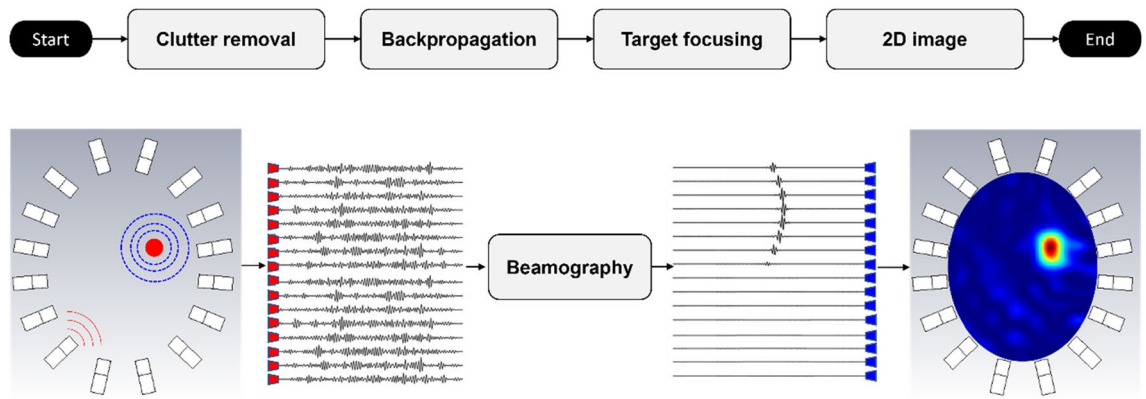 Start
Clutter removal
Backpropagation
Target focusing
2D image
End
Beamography